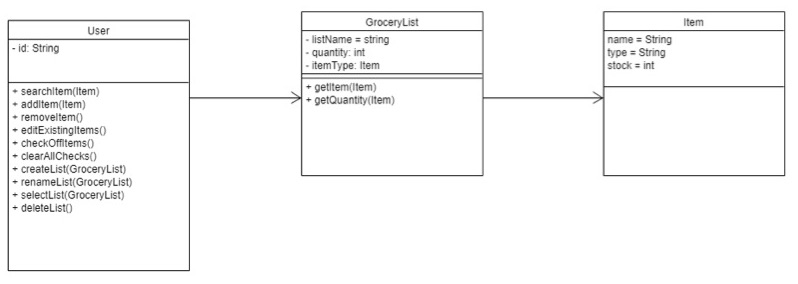 User
- id: String
+ searchItem(Item)
+ addItem(Item)
+ removeItem()
+ editExistingItems()
+ checkOffItems()
+ clearAllChecks()
+ createList(GroceryList)
+ renameList(GroceryList)
+ selectList(GroceryList)
+ deleteList()
GroceryList
- listName = string
- quantity: int
- itemType: Item
+ getItem(Item)
+ getQuantity(Item)
Item
name = String
type = String
stock = int